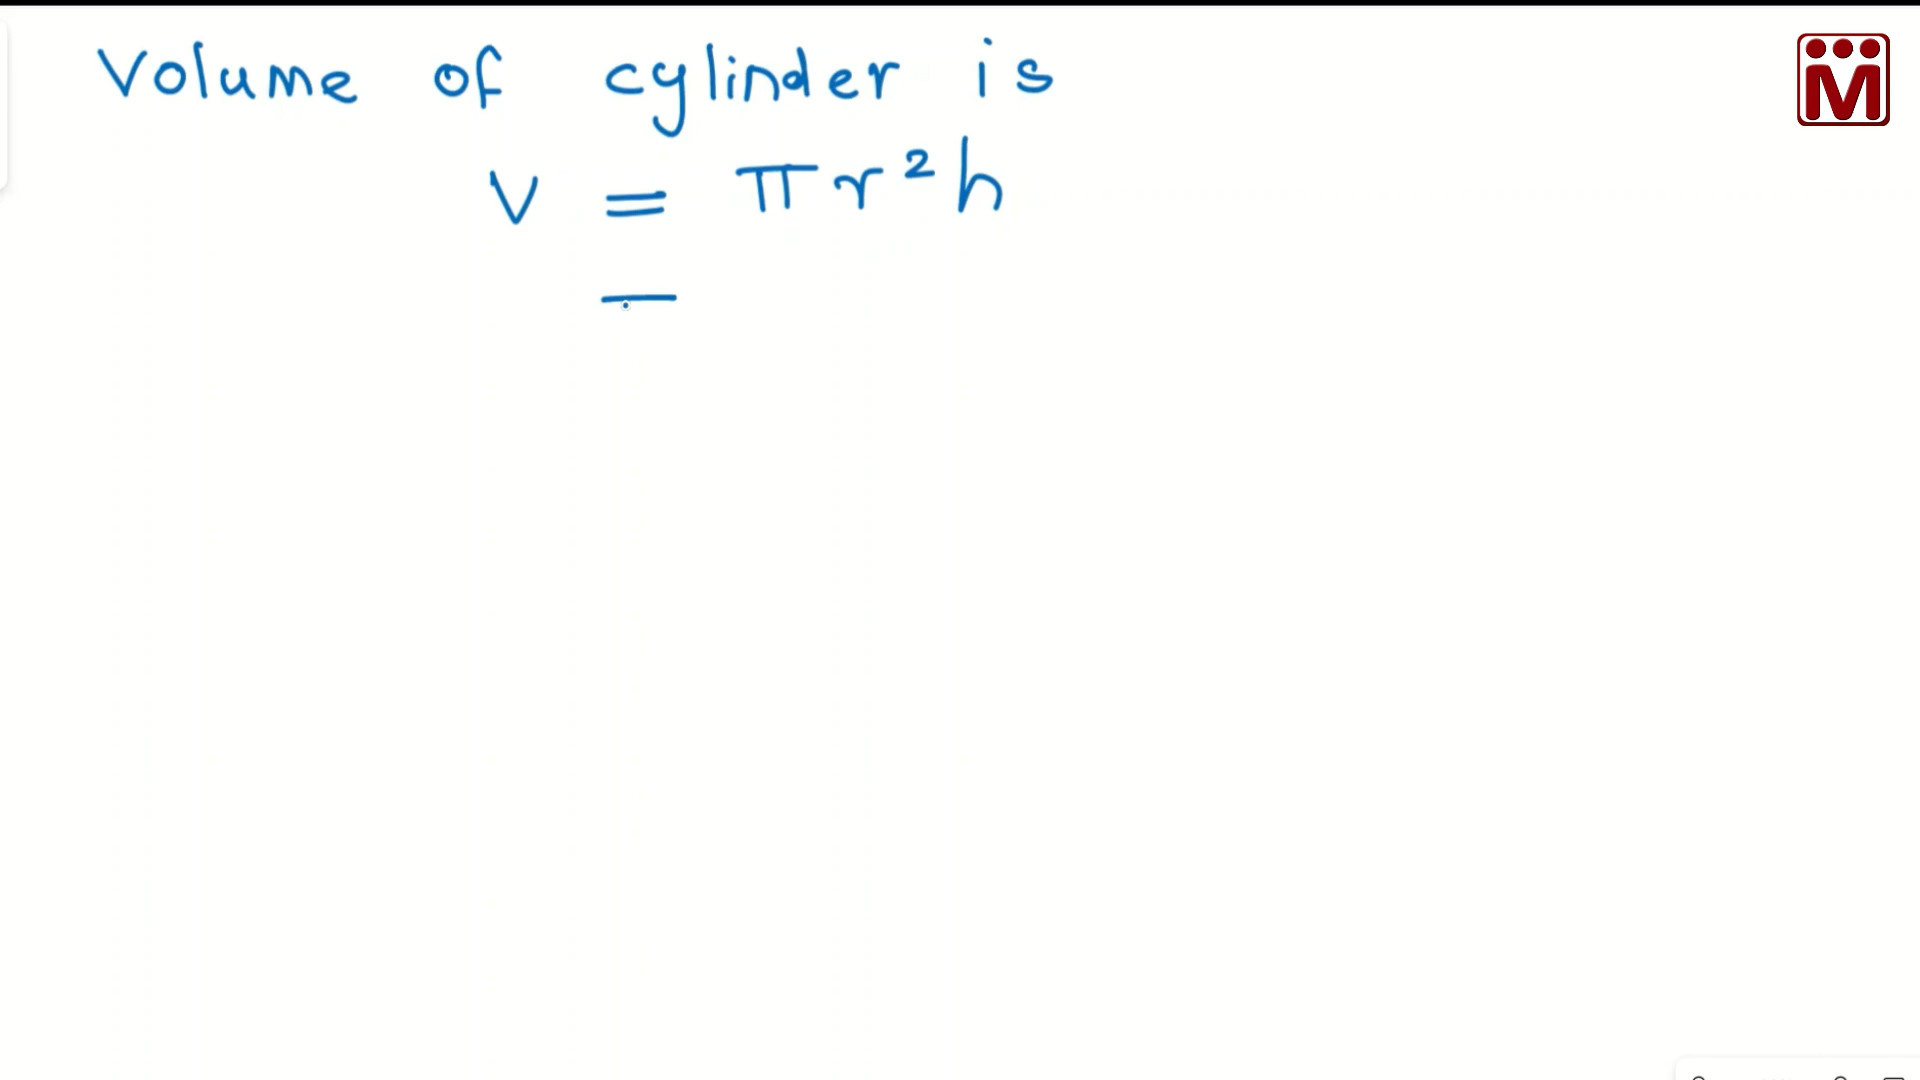 Volume of cylinder is
V = πr²h
M